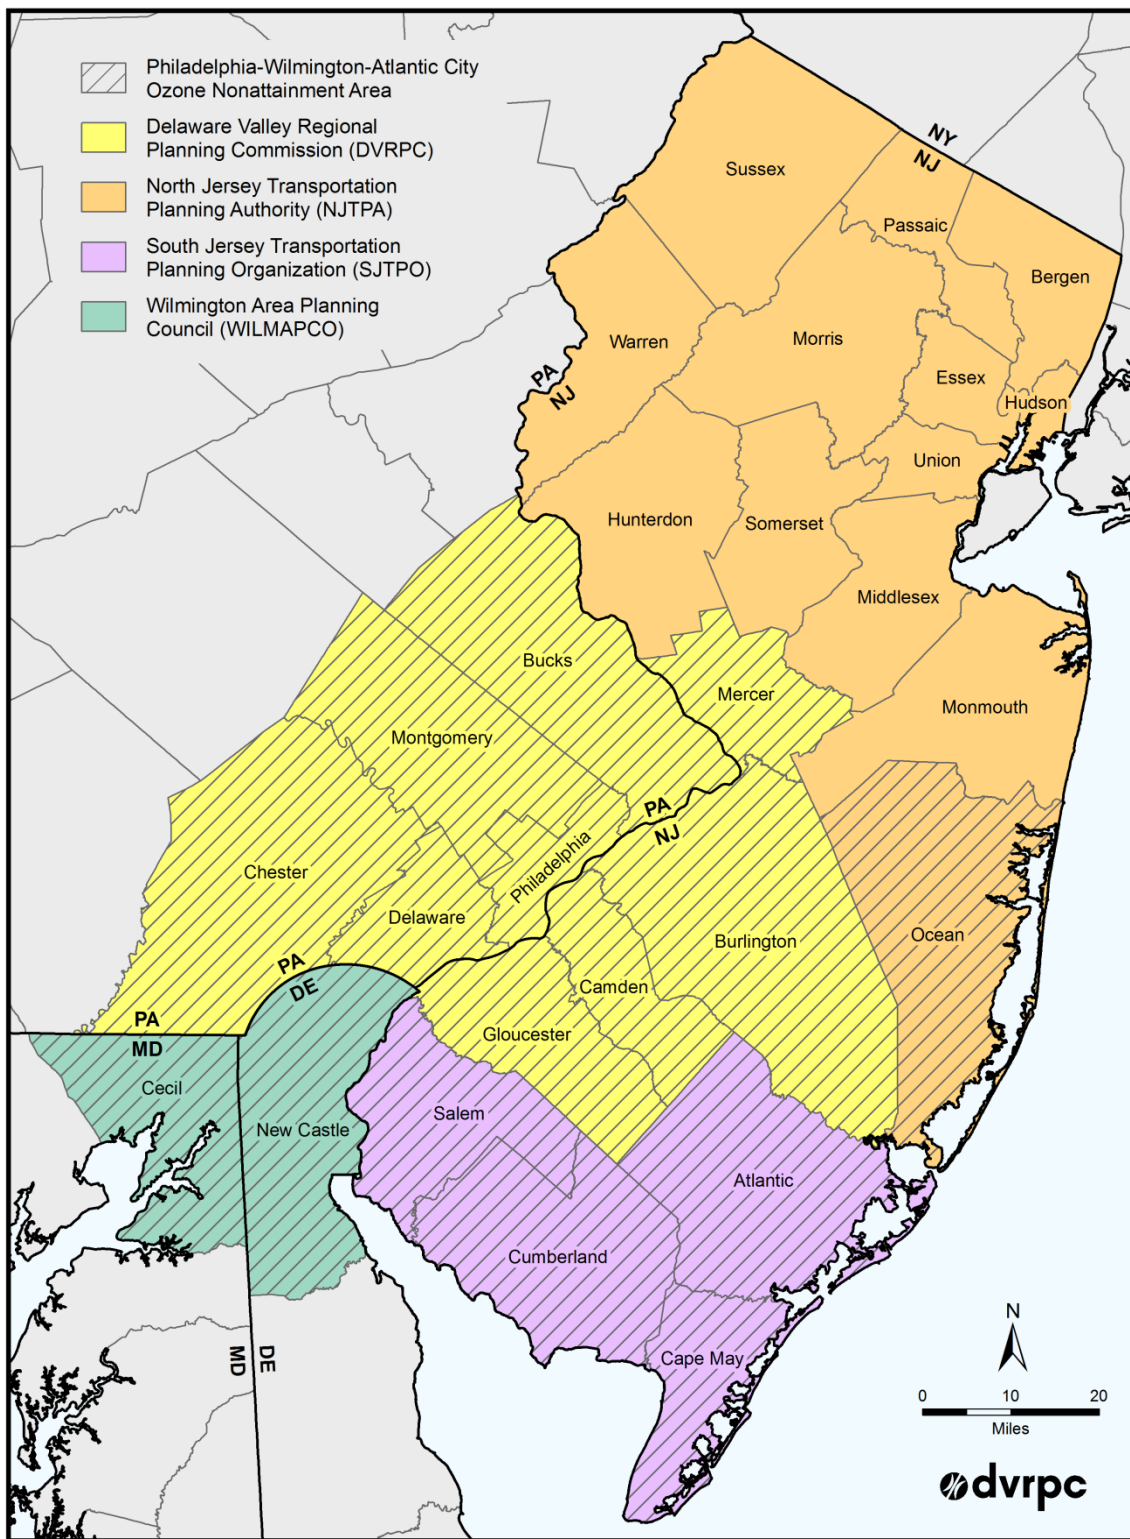 Philadelphia-Wilmington-Atlantic City
Ozone Nonattainment Area
Delaware Valley Regional
Planning Commission (DVRPC)
North Jersey Transportation
Planning Authority (NJTPA)
South Jersey Transportation
Planning Organization (SJTPO)
Wilmington Area Planning
Council (WILMAPCO)
NY
NJ
Sussex
Passaic
Bergen
Warren
Morris
PA
NJ
Essex
Hudson
Union
Hunterdon
Somerset
Middlesex
Bucks
Mercer
Monmouth
Montgomery
PA
NJ
Philadelphia
Chester
Delaware
Ocean
Burlington
PA
DE
Camden
PA
MD
Gloucester
Cecil
New Castle
Salem
Atlantic
Cumberland
MD
DE
Cape May
N
0 10 20
Miles
dvrpc